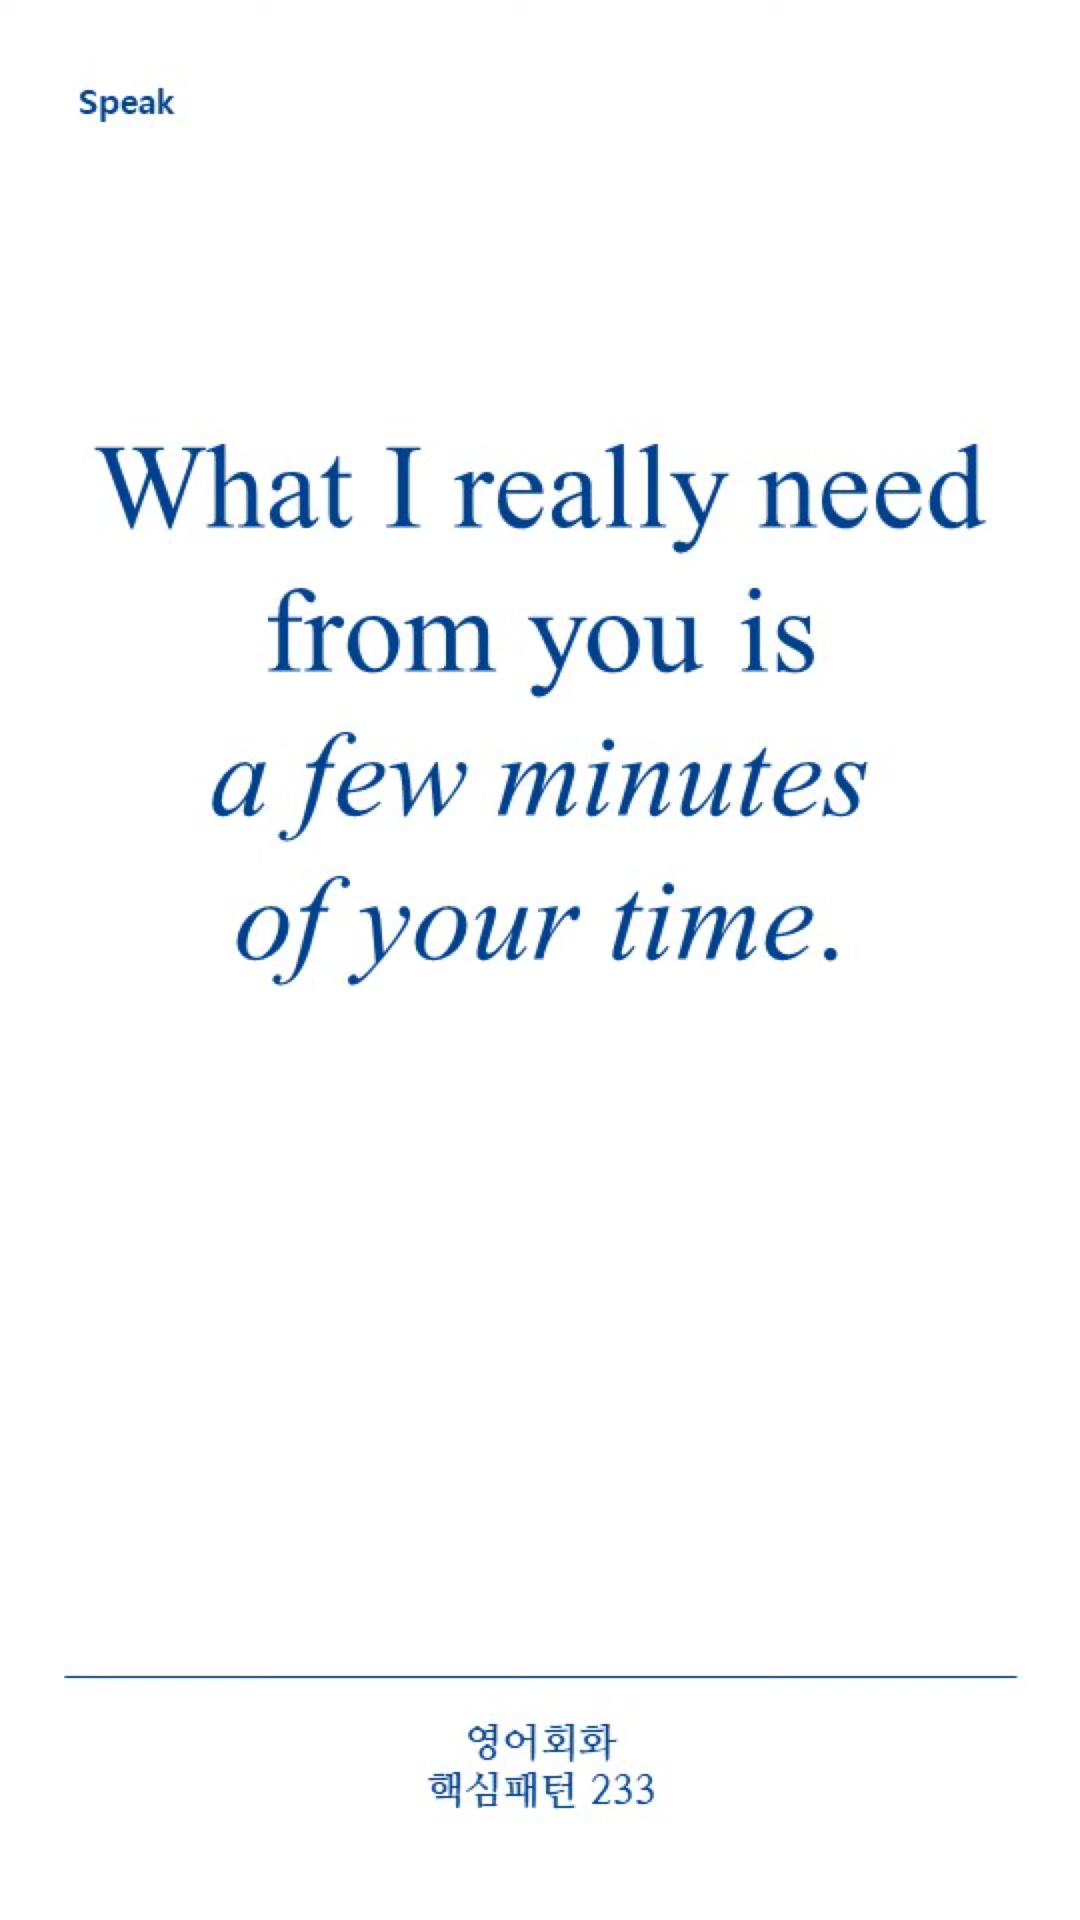 Speak
What I really need
from you is
a few minutes
of your time.
영어회화
핵심패턴 233